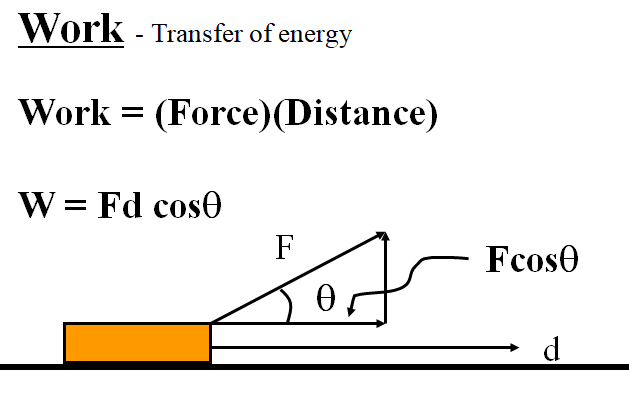 Work - Transfer of energy
Work = (Force)(Distance)
W = Fd cosθ
F
Fcosθ
θ
d